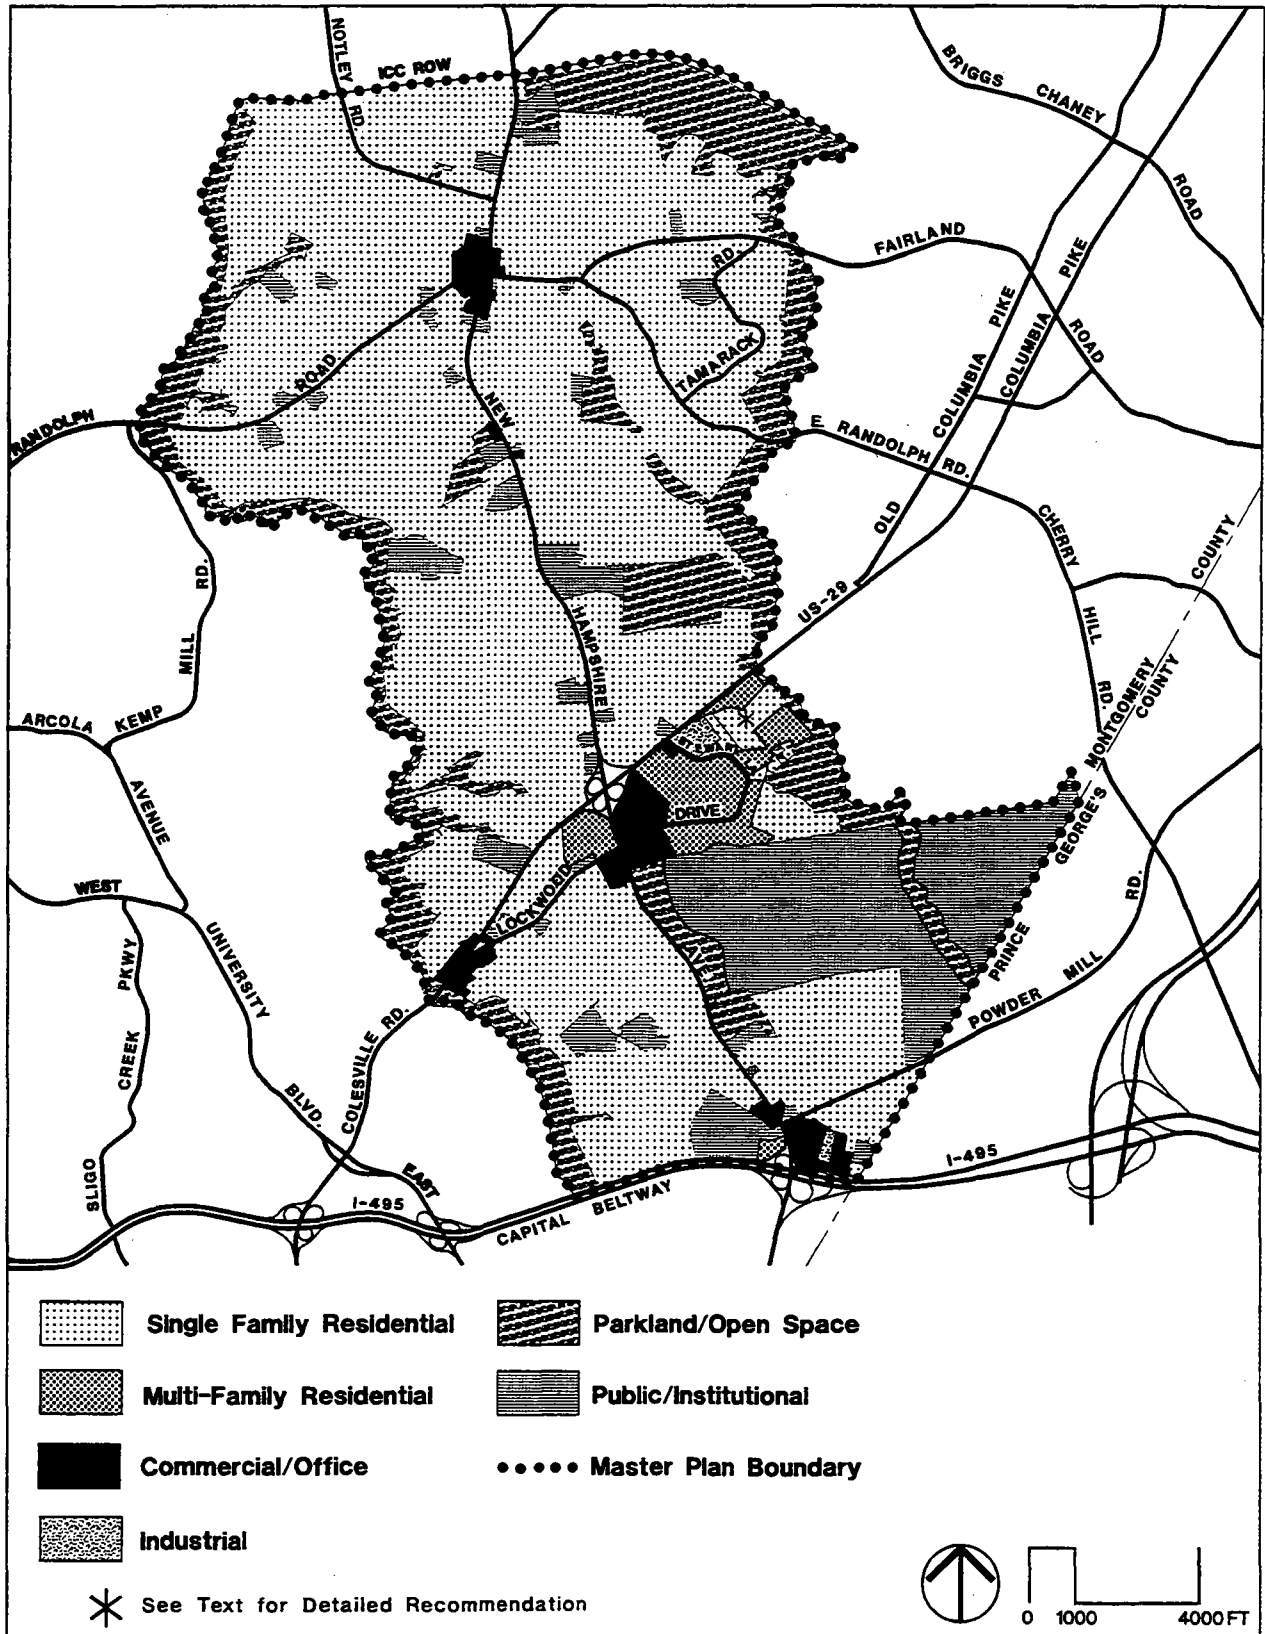 NOTLEY
RD.
ICC ROW
BRIGGS
CHANEY
ROAD
FAIRLAND
ROAD
RD.
TAMARACK
PIKE
PIKE
COLUMBIA
COLUMBIA
OLD
RANDOLPH
ROAD
NEW
E. RANDOLPH RD.
CHERRY
HILL
RD.
COUNTY
MONTGOMERY
COUNTY
US-29
HAMPSHIRE
MILL
RD.
ARCOLA
KEMP
AVENUE
STEWART
DRIVE
GEORGE'S
PRINCE
WEST
LOCKWOOD
AVE
RD.
MILL
POWDER
UNIVERSITY
PKWY
CREEK
SLIGO
COLESVILLE RD.
BLVD.
EAST
I-495
I-495
CAPITAL BELTWAY
Single Family Residential
Parkland/Open Space
Multi-Family Residential
Public/Institutional
Commercial/Office
Master Plan Boundary
Industrial
See Text for Detailed Recommendation
0 1000 4000 FT